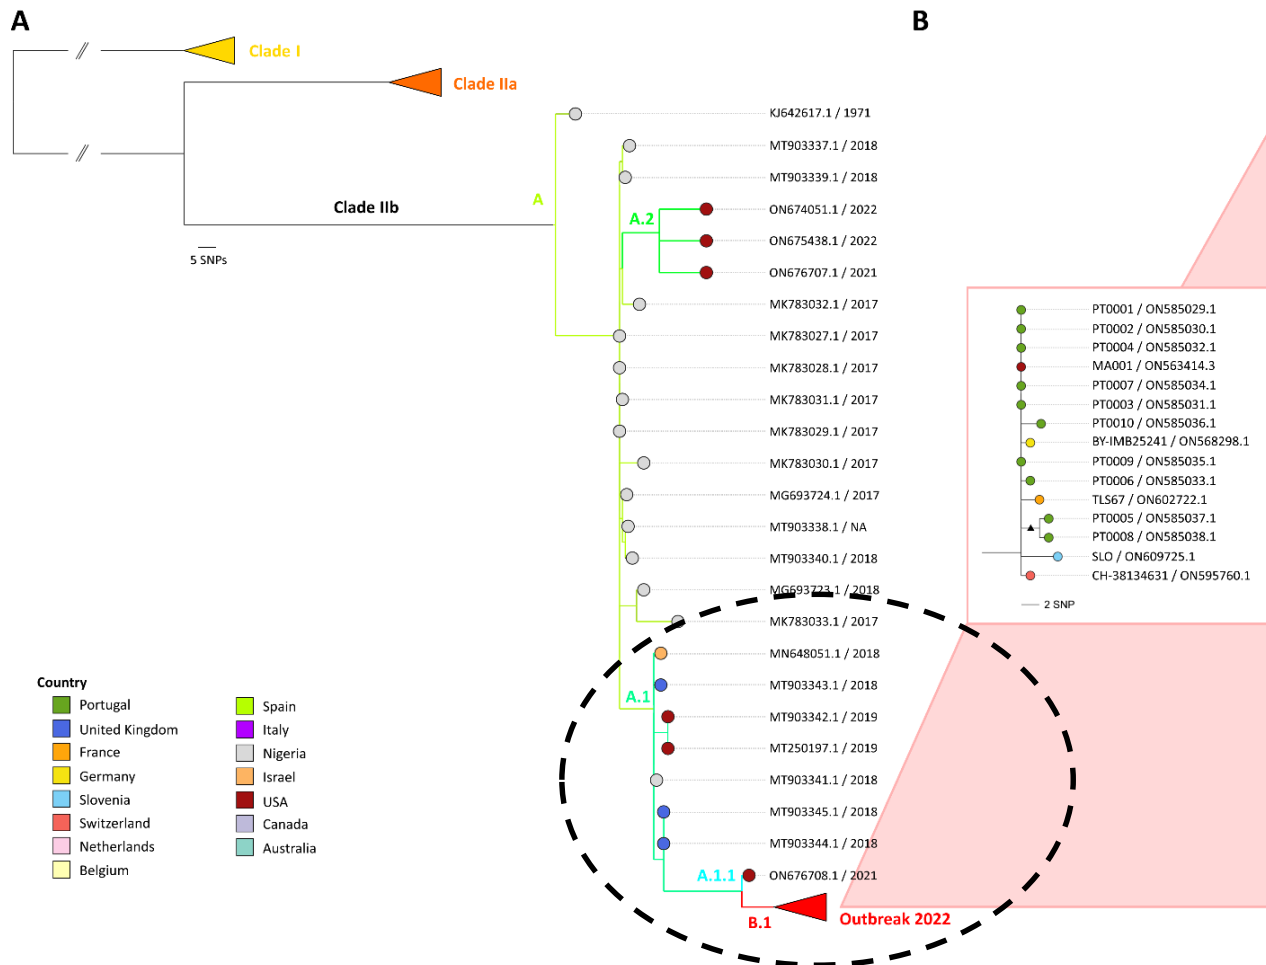 A
B
Clade I
Clade IIa
Clade IIb
5 SNPs
A
A.2
A.1
A.1.1
B.1
Outbreak 2022
KJ642617.1 / 1971
MT903337.1 / 2018
MT903339.1 / 2018
ON674051.1 / 2022
ON675438.1 / 2022
ON676707.1 / 2021
MK783032.1 / 2017
MK783027.1 / 2017
MK783028.1 / 2017
MK783031.1 / 2017
MK783029.1 / 2017
MK783030.1 / 2017
MG693724.1 / 2017
MT903338.1 / NA
MT903340.1 / 2018
MG693723.1 / 2018
MK783033.1 / 2017
MN648051.1 / 2018
MT903343.1 / 2018
MT903342.1 / 2019
MT250197.1 / 2019
MT903341.1 / 2018
MT903345.1 / 2018
MT903344.1 / 2018
ON676708.1 / 2021
Country
Portugal
United Kingdom
France
Germany
Slovenia
Switzerland
Netherlands
Belgium
Spain
Italy
Nigeria
Israel
USA
Canada
Australia
PT0001 / ON585029.1
PT0002 / ON585030.1
PT0004 / ON585032.1
MA001 / ON563414.3
PT0007 / ON585034.1
PT0003 / ON585031.1
PT0010 / ON585036.1
BY-IMB25241 / ON568298.1
PT0009 / ON585035.1
PT0006 / ON585033.1
TLS67 / ON602722.1
PT0005 / ON585037.1
PT0008 / ON585038.1
SLO / ON609725.1
CH-38134631 / ON595760.1
2 SNP